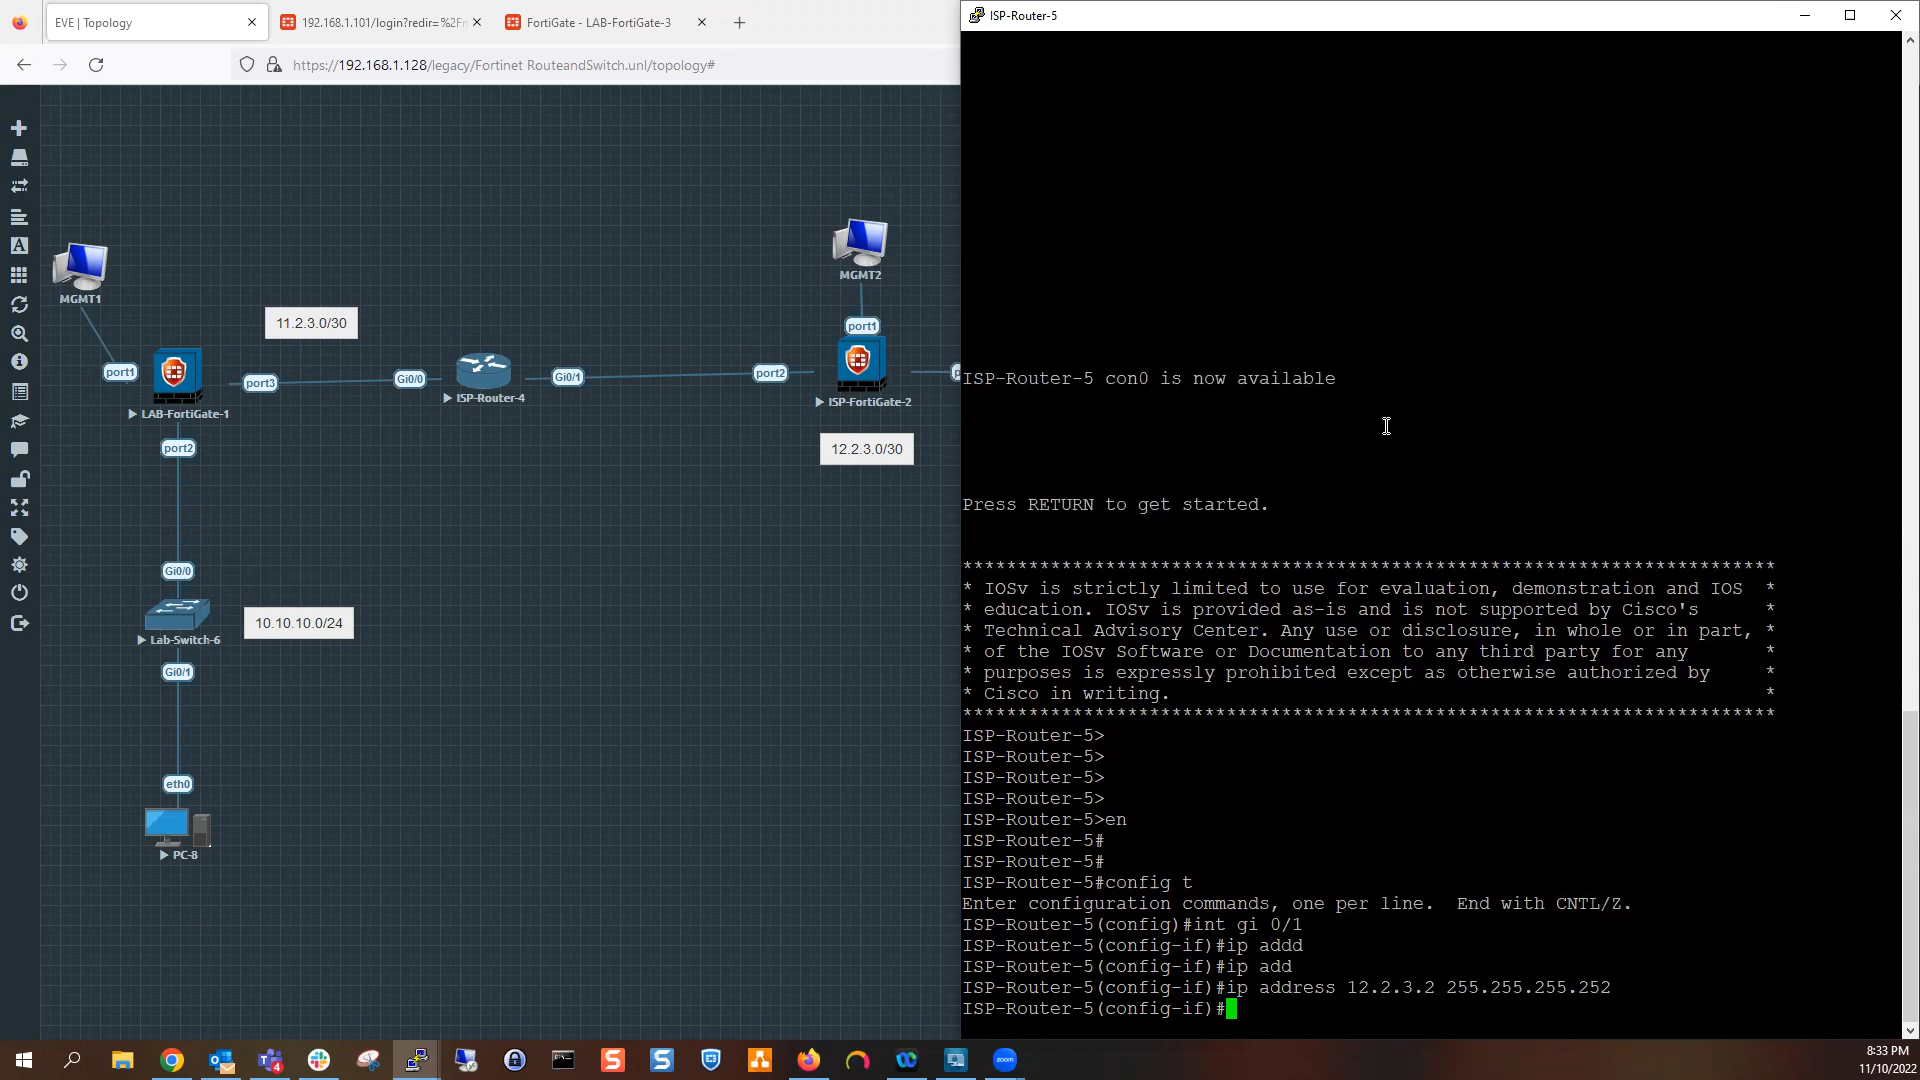 EVE | Topology
192.168.1.101/login?redir=%2Fn
FortiGate - LAB-FortiGate-3
https://192.168.1.128/legacy/Fortinet RouteandSwitch.unl/topology#
MGMT1
MGMT2
11.2.3.0/30
port1
port1
LAB-FortiGate-1
port3
Gi0/0
ISP-Router-4
Gi0/1
port2
ISP-FortiGate-2
12.2.3.0/30
port2
Gi0/0
Lab-Switch-6
10.10.10.0/24
Gi0/1
eth0
PC-8
ISP-Router-5
ISP-Router-5 con0 is now available
Press RETURN to get started.
**************************************************************************
* IOSv is strictly limited to use for evaluation, demonstration and IOS  *
* education. IOSv is provided as-is and is not supported by Cisco's      *
* Technical Advisory Center. Any use or disclosure, in whole or in part, *
* of the IOSv Software or Documentation to any third party for any       *
* purposes is expressly prohibited except as otherwise authorized by     *
* Cisco in writing.                                                      *
**************************************************************************
ISP-Router-5>
ISP-Router-5>
ISP-Router-5>
ISP-Router-5>
ISP-Router-5>en
ISP-Router-5#
ISP-Router-5#
ISP-Router-5#config t
Enter configuration commands, one per line.  End with CNTL/Z.
ISP-Router-5(config)#int gi 0/1
ISP-Router-5(config-if)#ip addd
ISP-Router-5(config-if)#ip add
ISP-Router-5(config-if)#ip address 12.2.3.2 255.255.255.252
ISP-Router-5(config-if)#
4
zoom
8:33 PM
11/10/2022